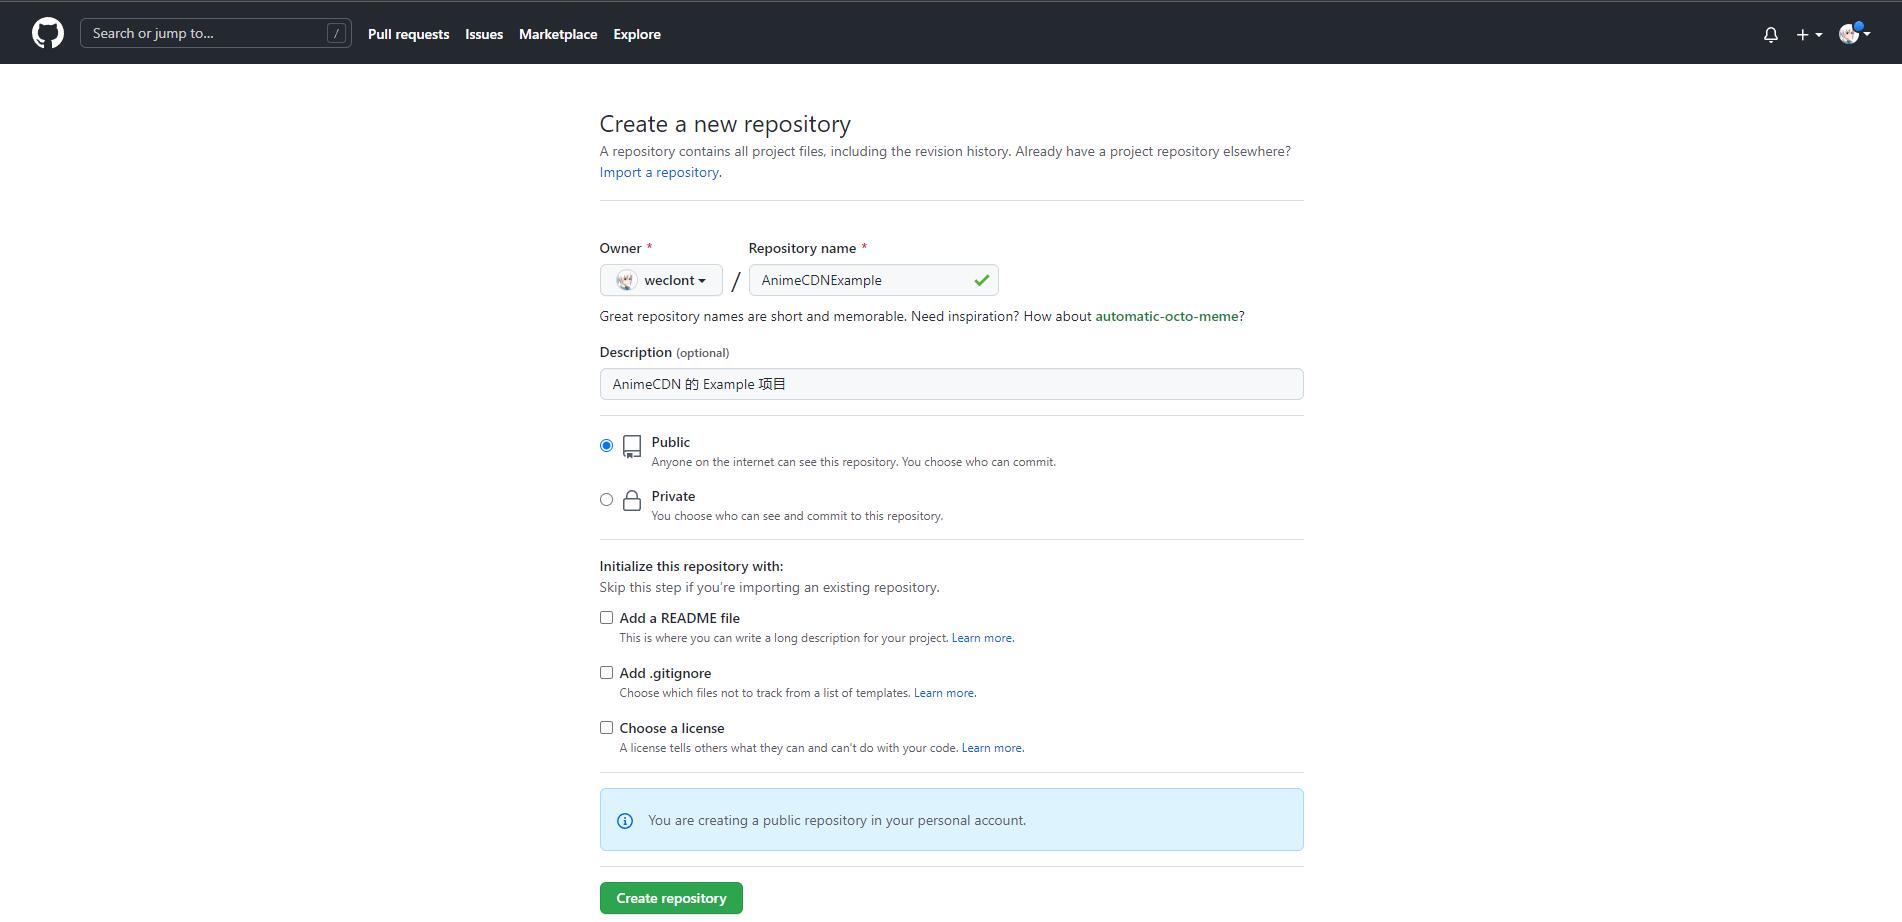 Search or jump to... /
Pull requests Issues Marketplace Explore
Create a new repository
A repository contains all project files, including the revision history. Already have a project repository elsewhere?
Import a repository.
Owner * Repository name *
weclont / AnimeCDNExample
Great repository names are short and memorable. Need inspiration? How about automatic-octo-meme?
Description (optional)
AnimeCDN 的 Example 项目
Public
Anyone on the internet can see this repository. You choose who can commit.
Private
You choose who can see and commit to this repository.
Initialize this repository with:
Skip this step if you're importing an existing repository.
Add a README file
This is where you can write a long description for your project. Learn more.
Add .gitignore
Choose which files not to track from a list of templates. Learn more.
Choose a license
A license tells others what they can and can't do with your code. Learn more.
You are creating a public repository in your personal account.
Create repository